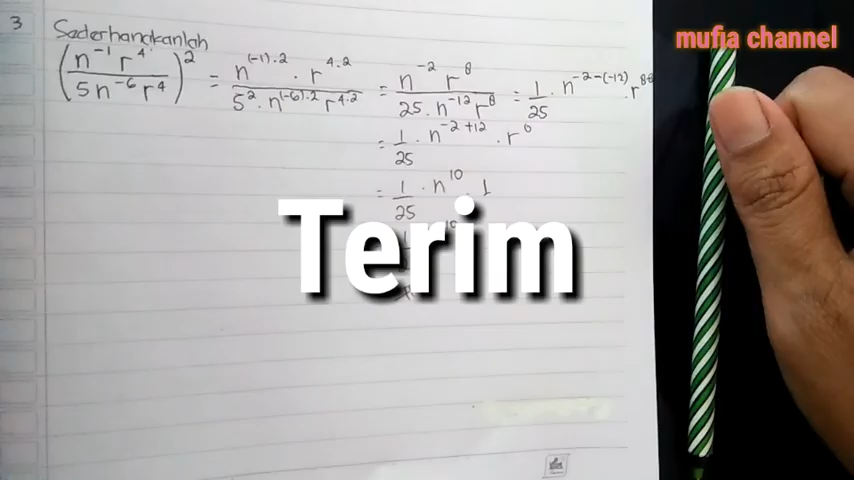 mufia channel
3 Sederhanakanlah
(n⁻¹ r⁴ / 5n⁻⁶ r⁴)² = n^(-1)·2 · r^4·2 / 5² · n^(-6)·2 r^4·2 = n⁻² r⁸ / 25 · n⁻¹² r⁸ = 1/25 · n^-2-(-12) · r^8-8
= 1/25 · n^-2+12 · r⁰
= 1/25 · n¹⁰ · 1
Terim